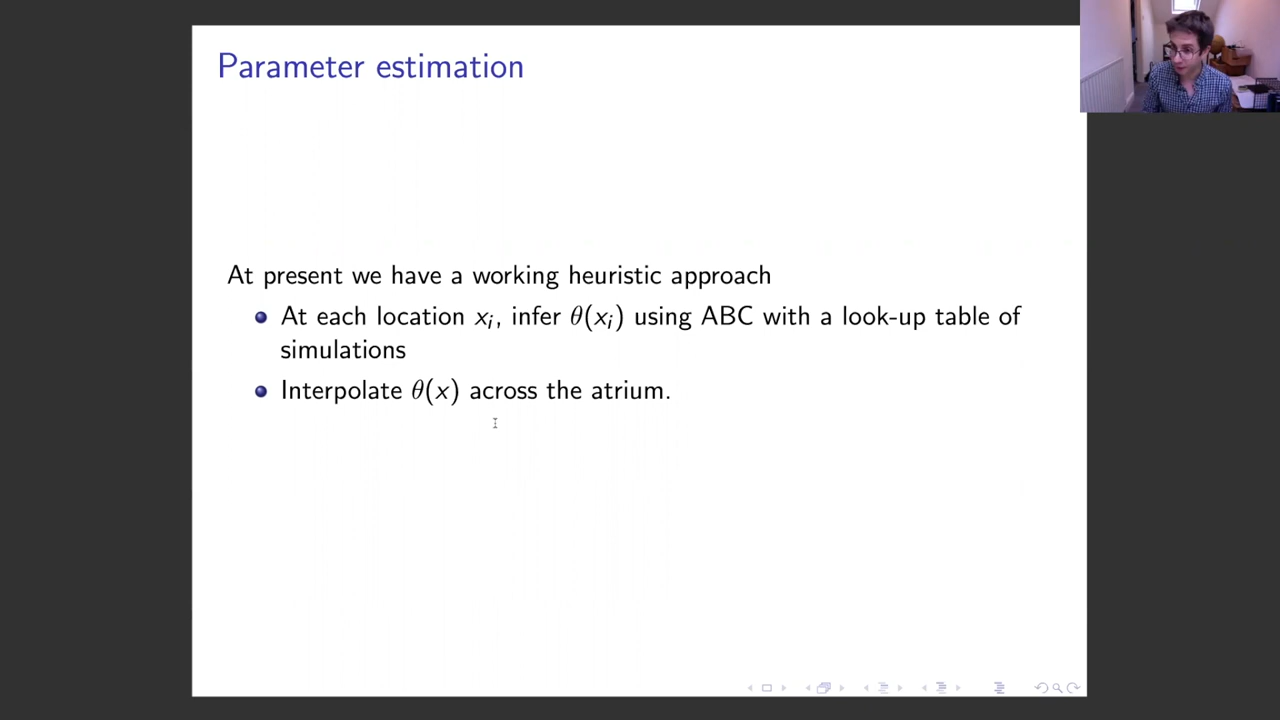 Parameter estimation
At present we have a working heuristic approach
At each location xᵢ, infer θ(xᵢ) using ABC with a look-up table of
simulations
Interpolate θ(x) across the atrium.